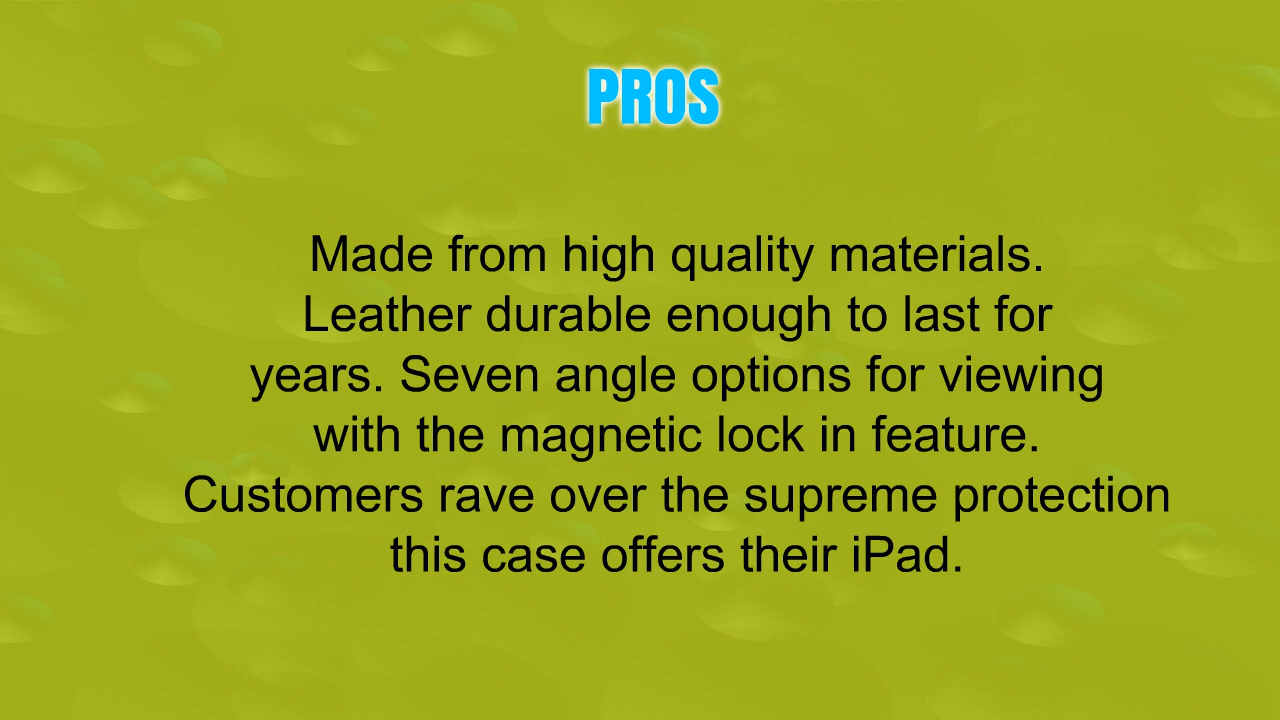 PROS
Made from high quality materials.
Leather durable enough to last for
years. Seven angle options for viewing
with the magnetic lock in feature.
Customers rave over the supreme protection
this case offers their iPad.